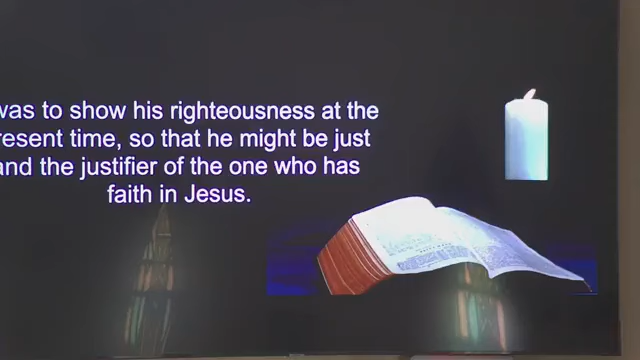 was to show his righteousness at the
resent time, so that he might be just
and the justifier of the one who has
faith in Jesus.